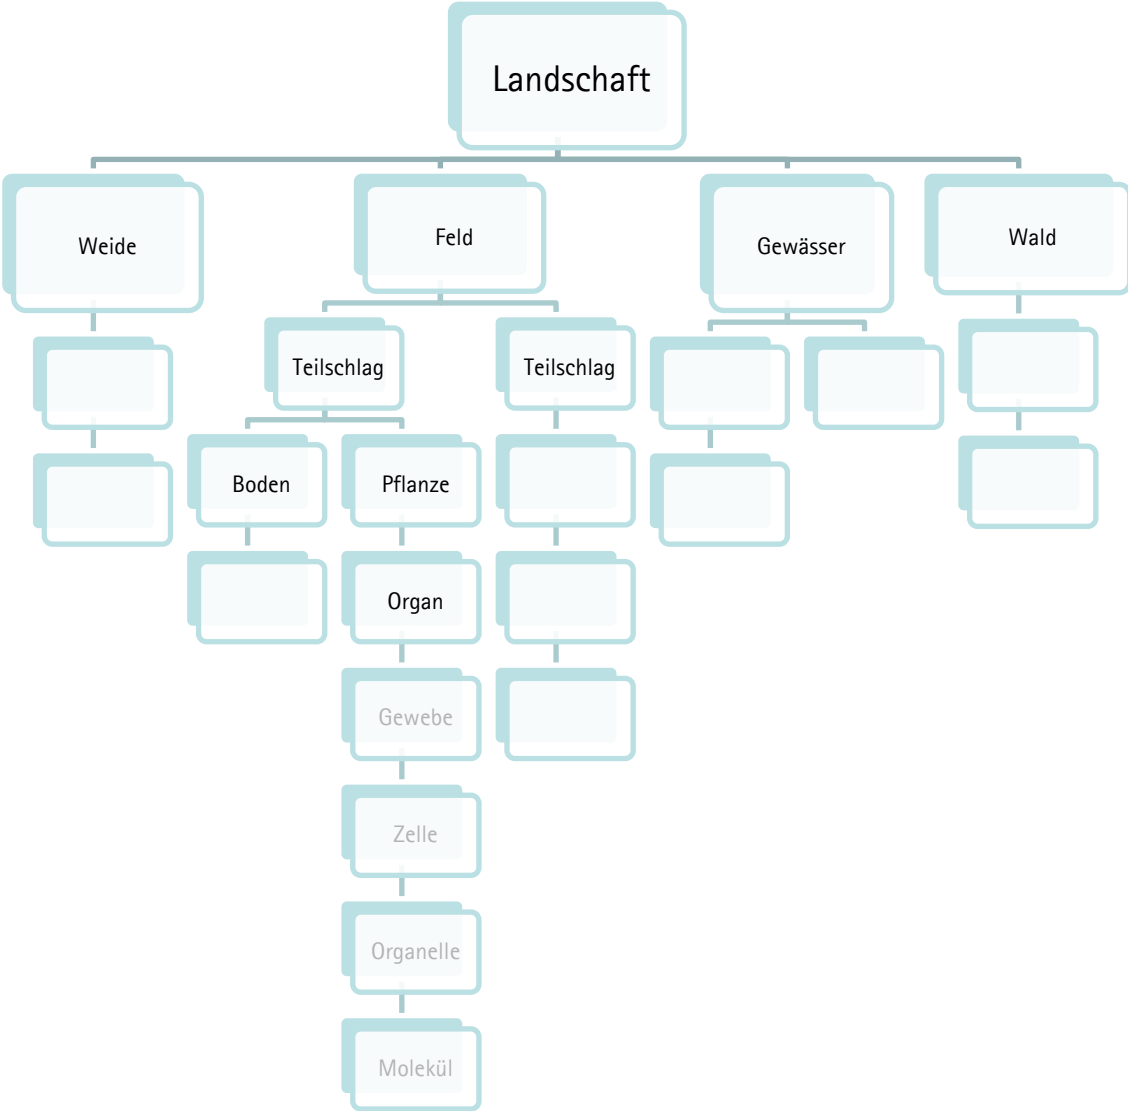 Landschaft
Weide
Feld
Gewässer
Wald
Teilschlag
Teilschlag
Boden
Pflanze
Organ
Gewebe
Zelle
Organelle
Molekül